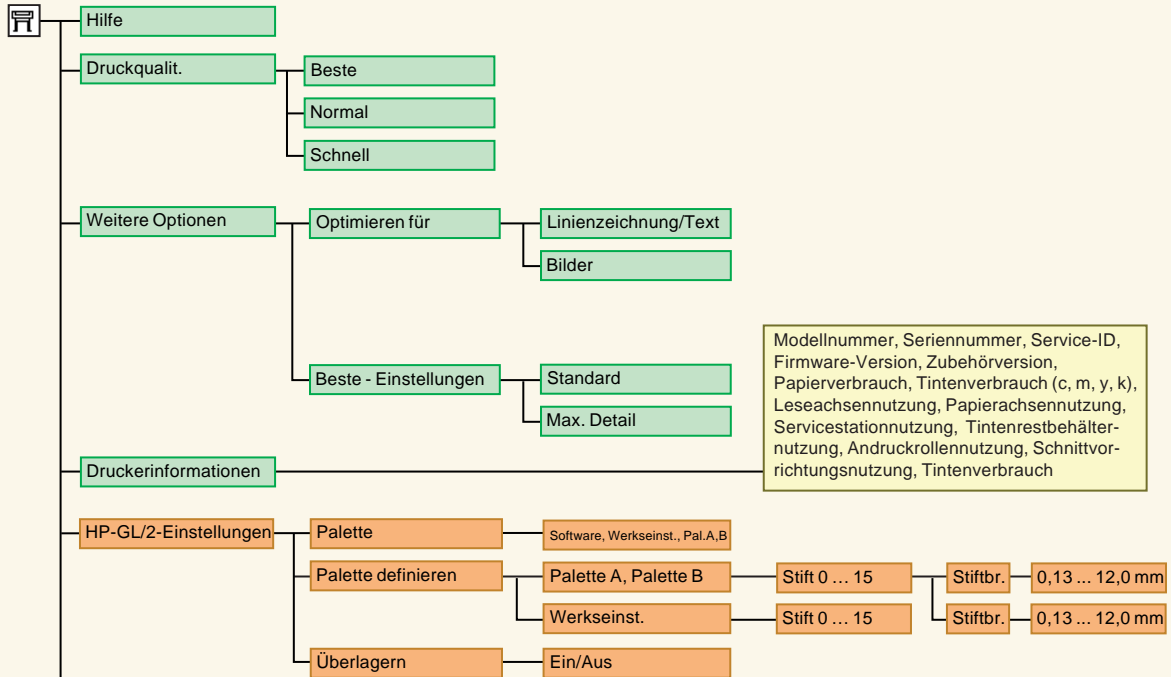 Hilfe
Druckqualit.
Beste
Normal
Schnell
Weitere Optionen
Optimieren für
Linienzeichnung/Text
Bilder
Beste - Einstellungen
Standard
Max. Detail
Druckerinformationen
Modellnummer, Seriennummer, Service-ID,
Firmware-Version, Zubehörversion,
Papierverbrauch, Tintenverbrauch (c, m, y, k),
Leseachsennutzung, Papierachsennutzung,
Servicestationnutzung, Tintenrestbehälter-
nutzung, Andruckrollennutzung, Schnittvor-
richtungsnutzung, Tintenverbrauch
HP-GL/2-Einstellungen
Palette
Software, Werkseinst., Pal.A,B
Palette definieren
Palette A, Palette B
Stift 0 ... 15
Stiftbr.
0,13 ... 12,0 mm
Werkseinst.
Stift 0 ... 15
Stiftbr.
0,13 ... 12,0 mm
Überlagern
Ein/Aus